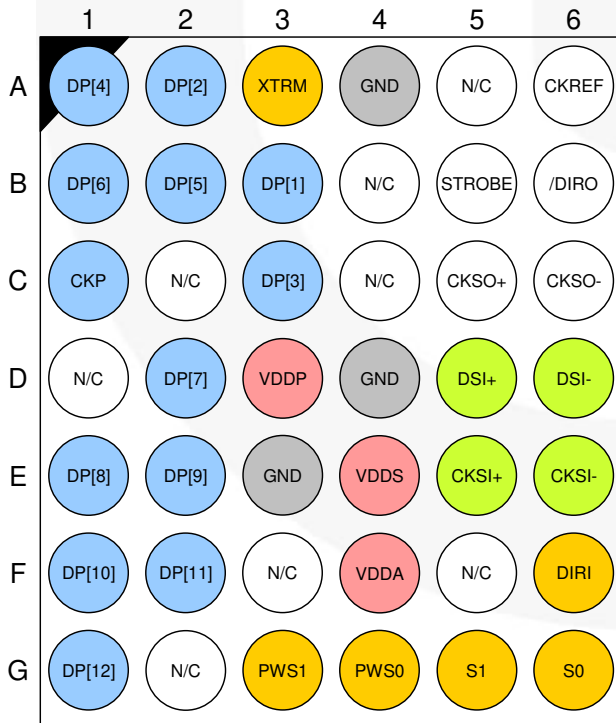 1 2 3 4 5 6
A DP[4] DP[2] XTRM GND N/C CKREF
B DP[6] DP[5] DP[1] N/C STROBE /DIRO
C CKP N/C DP[3] N/C CKSO+ CKSO-
D N/C DP[7] VDDP GND DSI+ DSI-
E DP[8] DP[9] GND VDDS CKSI+ CKSI-
F DP[10] DP[11] N/C VDDA N/C DIRI
G DP[12] N/C PWS1 PWS0 S1 S0